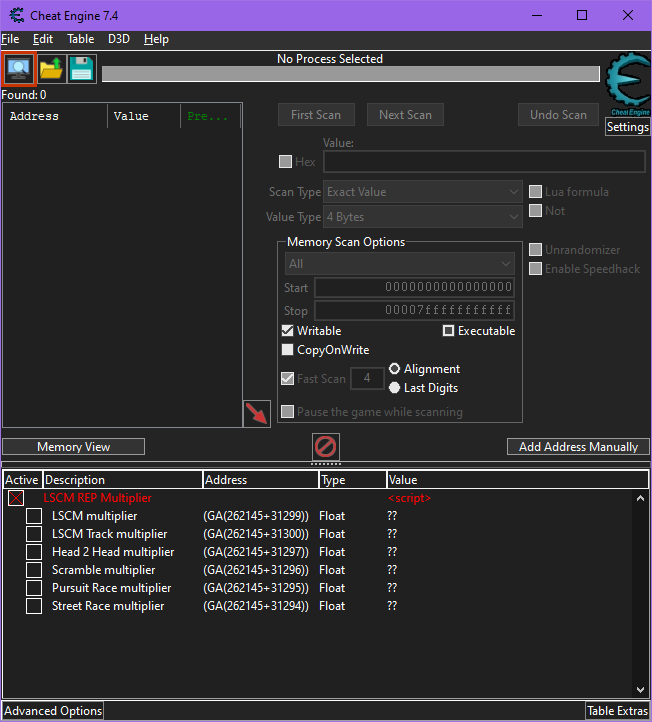 Cheat Engine 7.4
File Edit Table D3D Help
No Process Selected
Found: 0
Cheat Engine
Settings
Address Value Pre...
First Scan Next Scan Undo Scan
Value:
Hex
Scan Type Exact Value
Lua formula
Not
Value Type 4 Bytes
Memory Scan Options
All
Unrandomizer
Enable Speedhack
Start 0000000000000000
Stop 00007fffffffffff
Writable Executable
CopyOnWrite
Fast Scan 4 Alignment
Last Digits
Pause the game while scanning
Memory View Add Address Manually
Active Description Address Type Value
LSCM REP Multiplier <script>
LSCM multiplier (GA(262145+31299)) Float ??
LSCM Track multiplier (GA(262145+31300)) Float ??
Head 2 Head multiplier (GA(262145+31297)) Float ??
Scramble multiplier (GA(262145+31296)) Float ??
Pursuit Race multiplier (GA(262145+31295)) Float ??
Street Race multiplier (GA(262145+31294)) Float ??
Advanced Options Table Extras